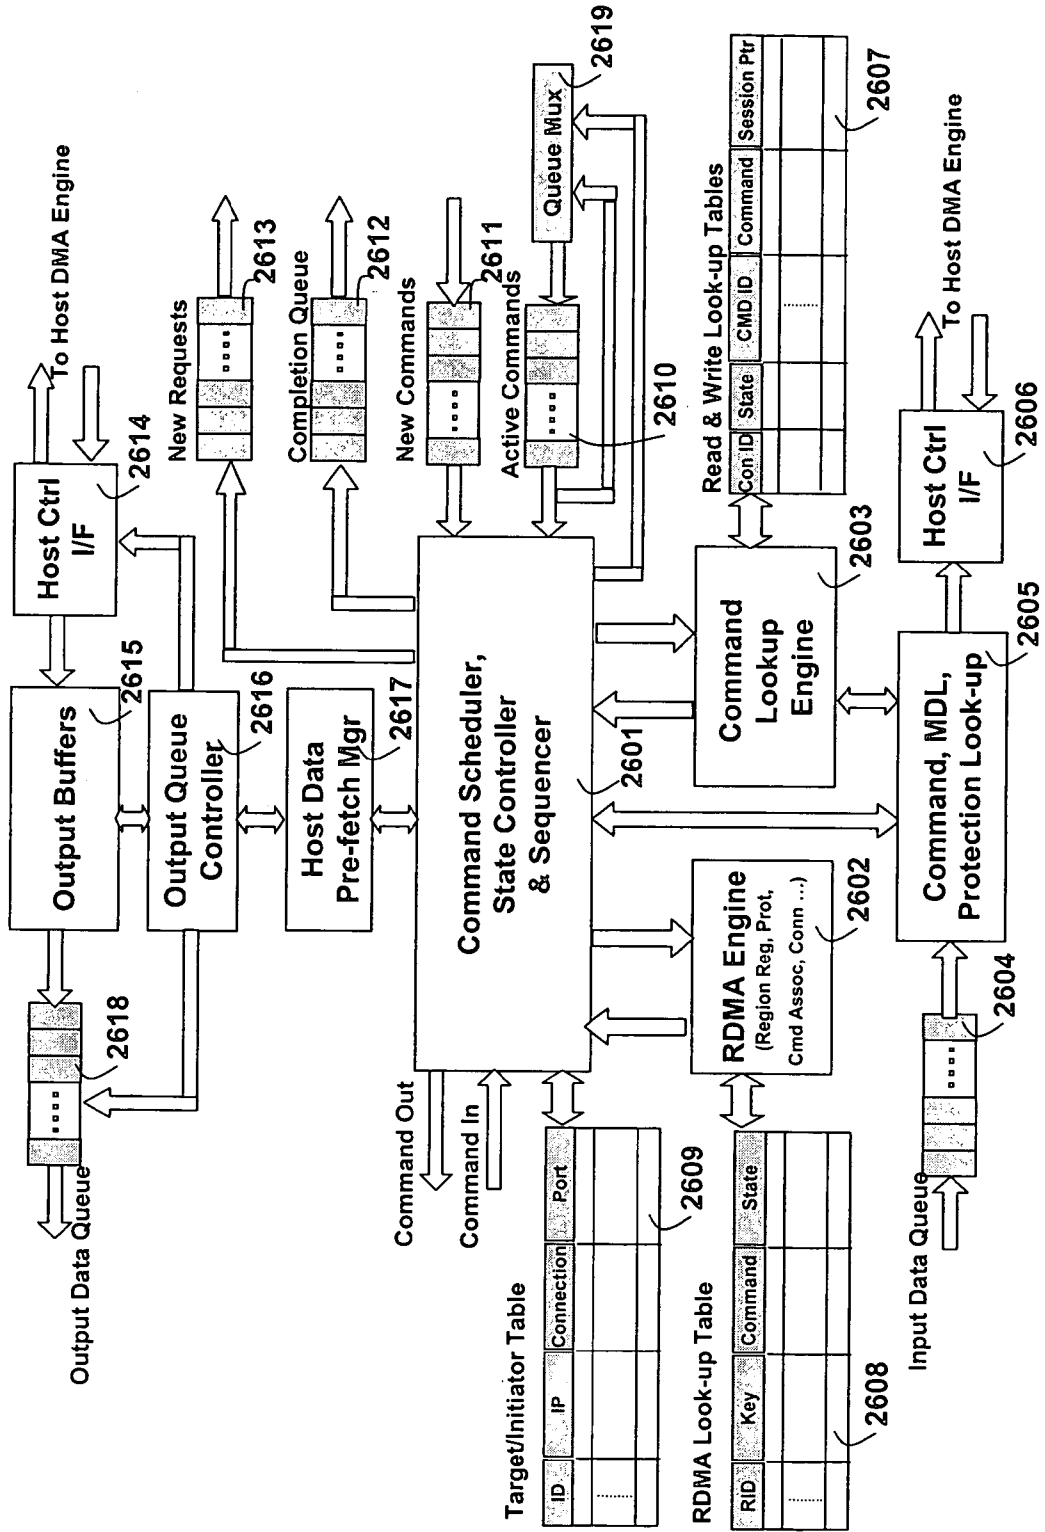 Output Data Queue
2618
Output Buffers
2615
Host Ctrl
I/F
2614
To Host DMA Engine
Output Queue
Controller
2616
Host Data
Pre-fetch Mgr
2617
New Requests
2613
Completion Queue
2612
New Commands
2611
Active Commands
2610
Queue Mux
2619
Command Out
Command In
Command Scheduler,
State Controller
& Sequencer
2601
Target/Initiator Table
ID
IP
Connection
Port
.........
2609
RDMA Look-up Table
RID
Key
Command
State
.........
2608
RDMA Engine
(Region Reg, Prot,
Cmd Assoc, Conn ...)
2602
Command
Lookup
Engine
2603
Read & Write Look-up Tables
Con ID
State
CMD ID
Command
Session Ptr
.........
2607
Input Data Queue
2604
Command, MDL,
Protection Look-up
2605
Host Ctrl
I/F
2606
To Host DMA Engine